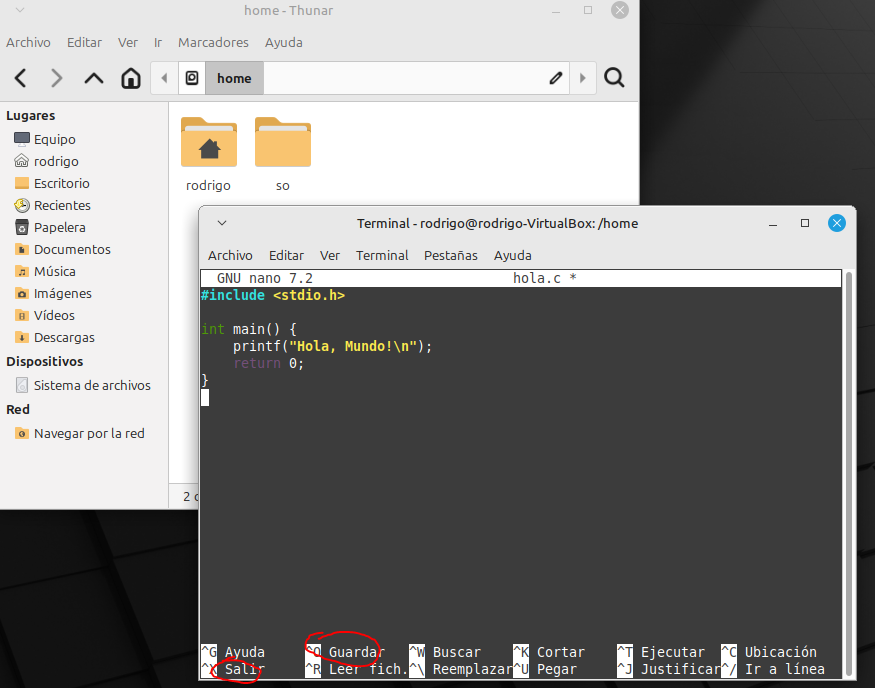 home - Thunar
Archivo Editar Ver Ir Marcadores Ayuda
home
Lugares
Equipo
rodrigo
Escritorio
Recientes
Papelera
Documentos
Música
Imágenes
Vídeos
Descargas
Dispositivos
Sistema de archivos
Red
Navegar por la red
rodrigo so
2
Terminal - rodrigo@rodrigo-VirtualBox: /home
Archivo Editar Ver Terminal Pestañas Ayuda
GNU nano 7.2 hola.c *
#include <stdio.h>
int main() {
    printf("Hola, Mundo!\n");
    return 0;
}
^G Ayuda ^O Guardar ^W Buscar ^K Cortar ^T Ejecutar ^C Ubicación
^X Salir ^R Leer fich. ^\ Reemplazar ^U Pegar ^J Justificar ^/ Ir a línea